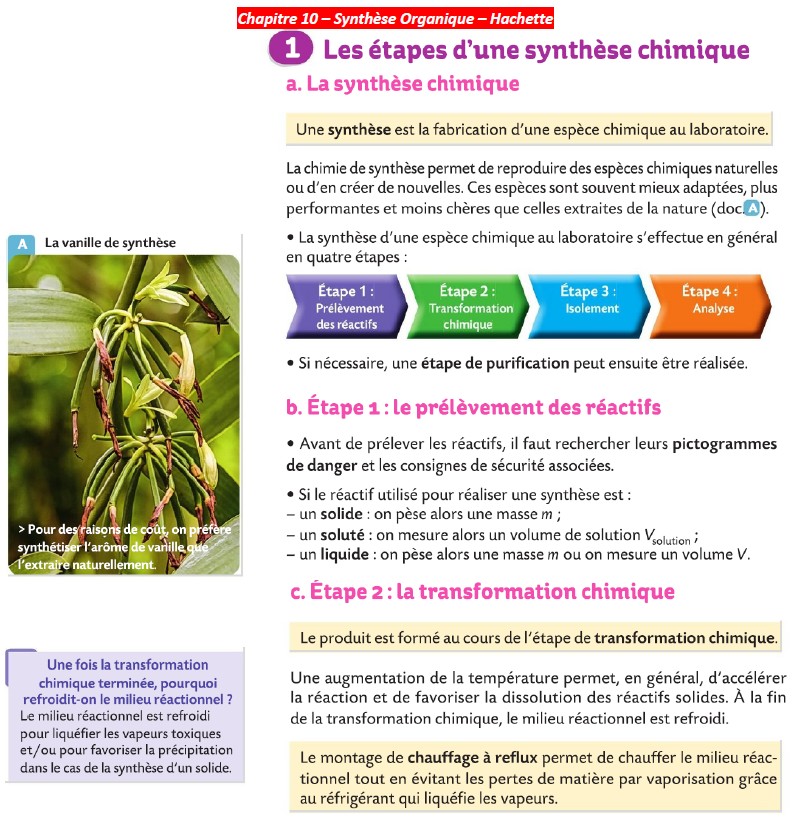 Chapitre 10 – Synthèse Organique – Hachette
1 Les étapes d'une synthèse chimique
a. La synthèse chimique
Une synthèse est la fabrication d'une espèce chimique au laboratoire.
La chimie de synthèse permet de reproduire des espèces chimiques naturelles
ou d'en créer de nouvelles. Ces espèces sont souvent mieux adaptées, plus
performantes et moins chères que celles extraites de la nature (doc. A).
A La vanille de synthèse
> Pour des raisons de coût, on préfère
synthétiser l'arôme de vanille que
l'extraire naturellement.
• La synthèse d'une espèce chimique au laboratoire s'effectue en général
en quatre étapes :
Étape 1 :
Prélèvement
des réactifs
Étape 2 :
Transformation
chimique
Étape 3 :
Isolement
Étape 4 :
Analyse
• Si nécessaire, une étape de purification peut ensuite être réalisée.
b. Étape 1 : le prélèvement des réactifs
• Avant de prélever les réactifs, il faut rechercher leurs pictogrammes
de danger et les consignes de sécurité associées.
• Si le réactif utilisé pour réaliser une synthèse est :
– un solide : on pèse alors une masse m ;
– un soluté : on mesure alors un volume de solution Vsolution ;
– un liquide : on pèse alors une masse m ou on mesure un volume V.
c. Étape 2 : la transformation chimique
Le produit est formé au cours de l'étape de transformation chimique.
Une augmentation de la température permet, en général, d'accélérer
la réaction et de favoriser la dissolution des réactifs solides. À la fin
de la transformation chimique, le milieu réactionnel est refroidi.
Une fois la transformation
chimique terminée, pourquoi
refroidit-on le milieu réactionnel ?
Le milieu réactionnel est refroidi
pour liquéfier les vapeurs toxiques
et/ou pour favoriser la précipitation
dans le cas de la synthèse d'un solide.
Le montage de chauffage à reflux permet de chauffer le milieu réac-
tionnel tout en évitant les pertes de matière par vaporisation grâce
au réfrigérant qui liquéfie les vapeurs.